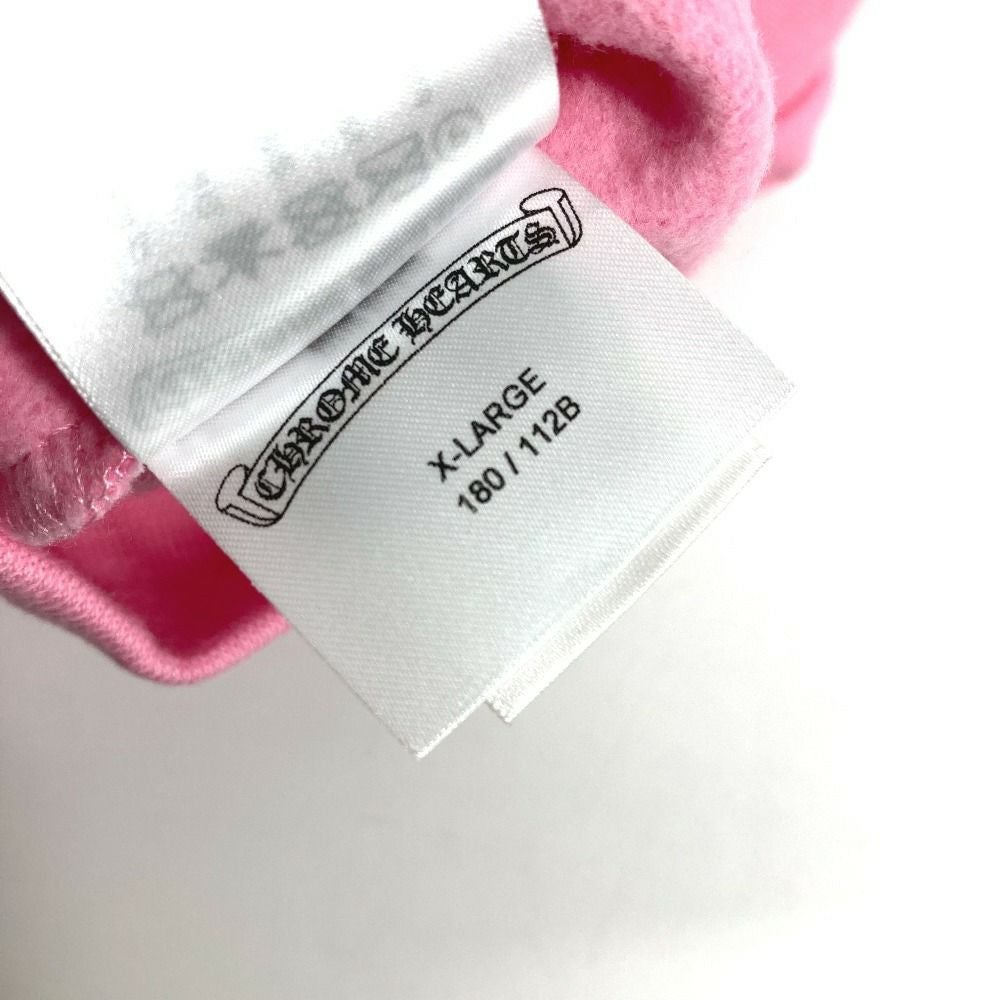 CHROME HEARTS
X-LARGE
180 / 112B